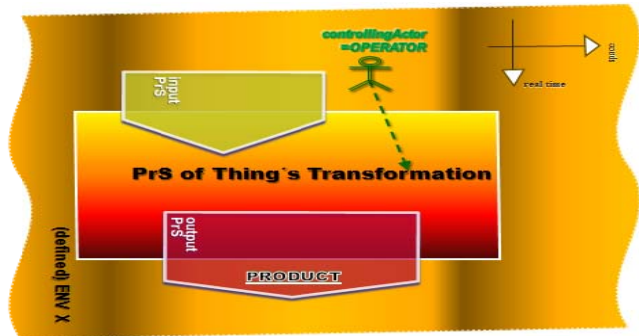 controllingActor
=OPERATOR
real time
input
PrS
PrS of Thing´s Transformation
output
PrS
PRODUCT
(defined) ENV X